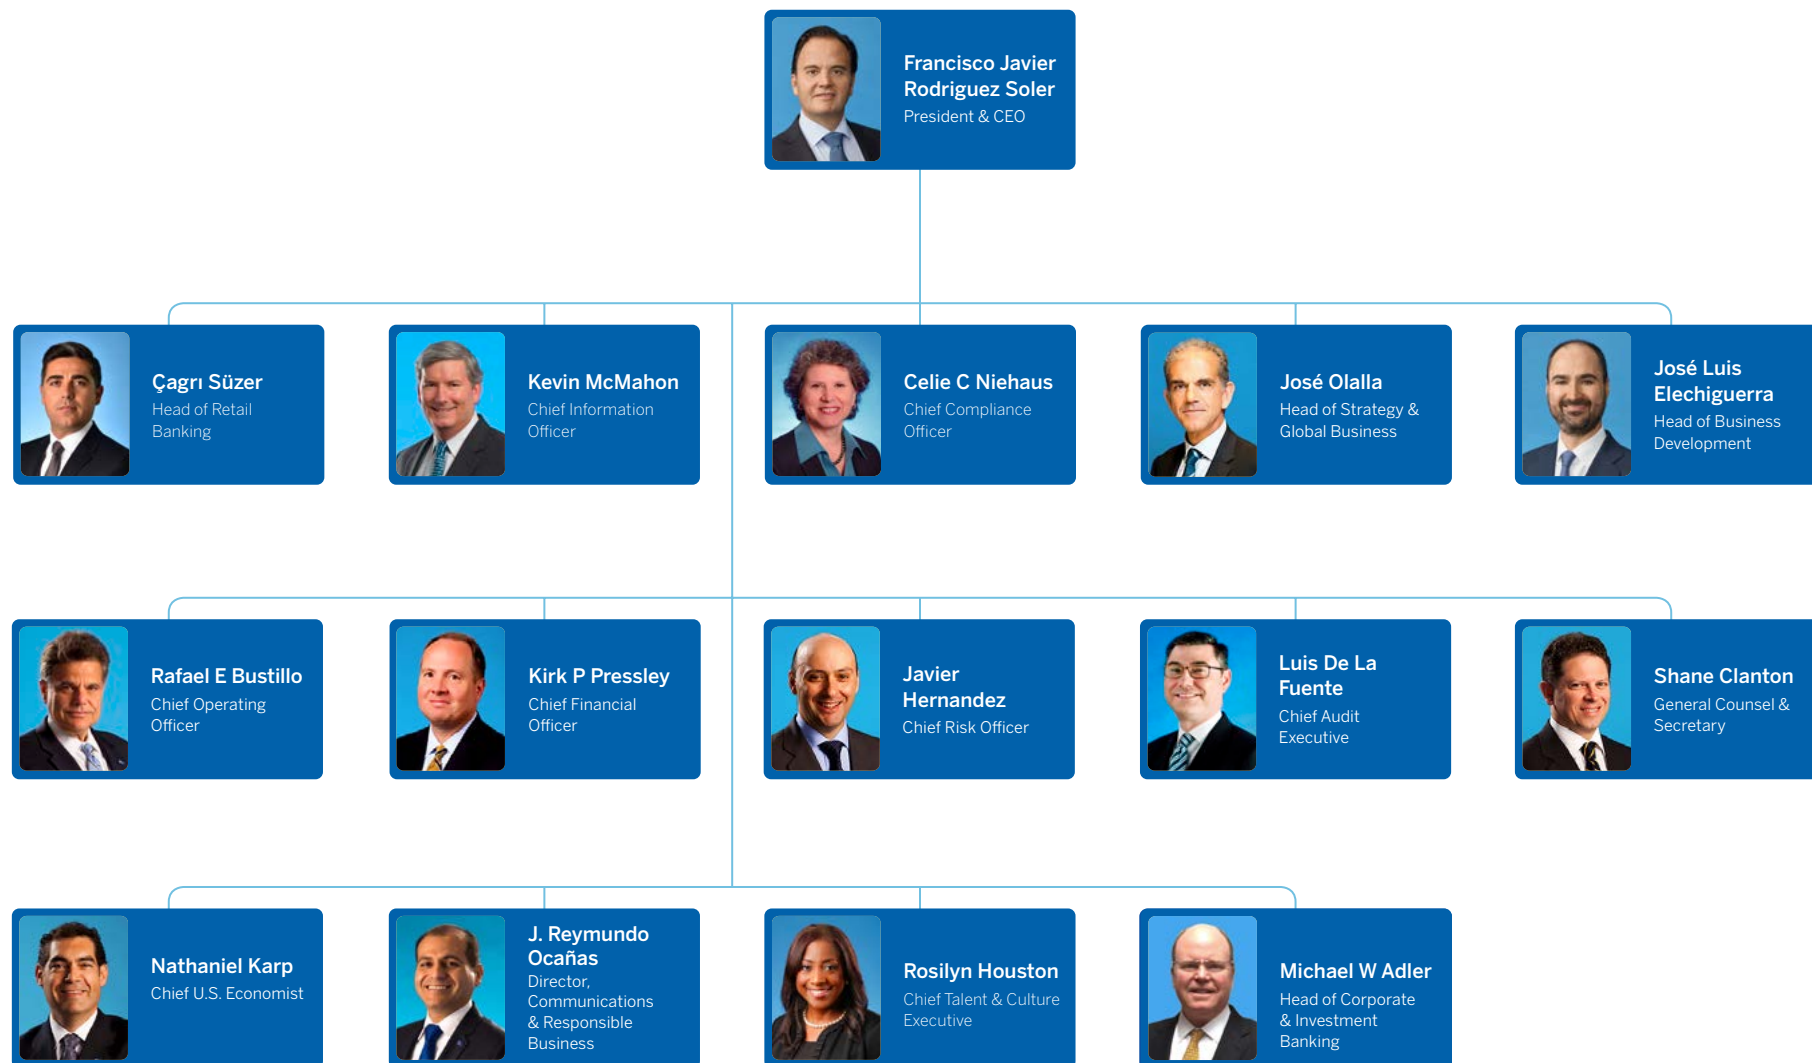 Francisco Javier
Rodriguez Soler
President & CEO
Çagrı Süzer
Head of Retail
Banking
Kevin McMahon
Chief Information
Officer
Celie C Niehaus
Chief Compliance
Officer
José Olalla
Head of Strategy &
Global Business
José Luis
Elechiguerra
Head of Business
Development
Rafael E Bustillo
Chief Operating
Officer
Kirk P Pressley
Chief Financial
Officer
Javier
Hernandez
Chief Risk Officer
Luis De La
Fuente
Chief Audit
Executive
Shane Clanton
General Counsel &
Secretary
Nathaniel Karp
Chief U.S. Economist
J. Reymundo
Ocañas
Director,
Communications
& Responsible
Business
Rosilyn Houston
Chief Talent & Culture
Executive
Michael W Adler
Head of Corporate
& Investment
Banking